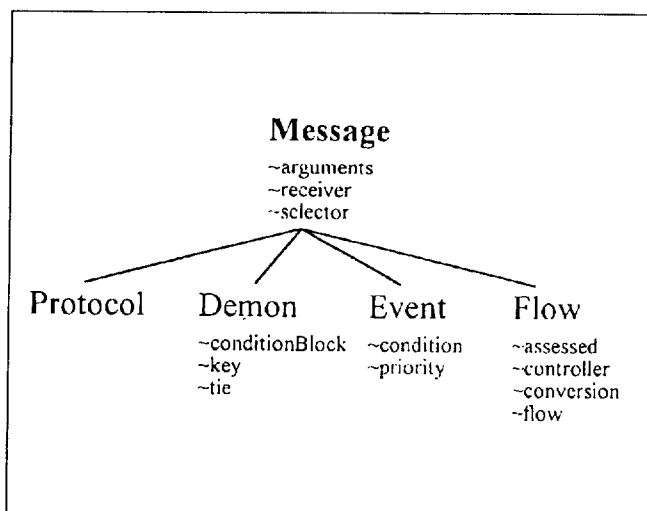 Message
~arguments
~receiver
~selector
Protocol Demon Event Flow
~conditionBlock ~condition ~assessed
~key ~priority ~controller
~tie ~conversion
~flow